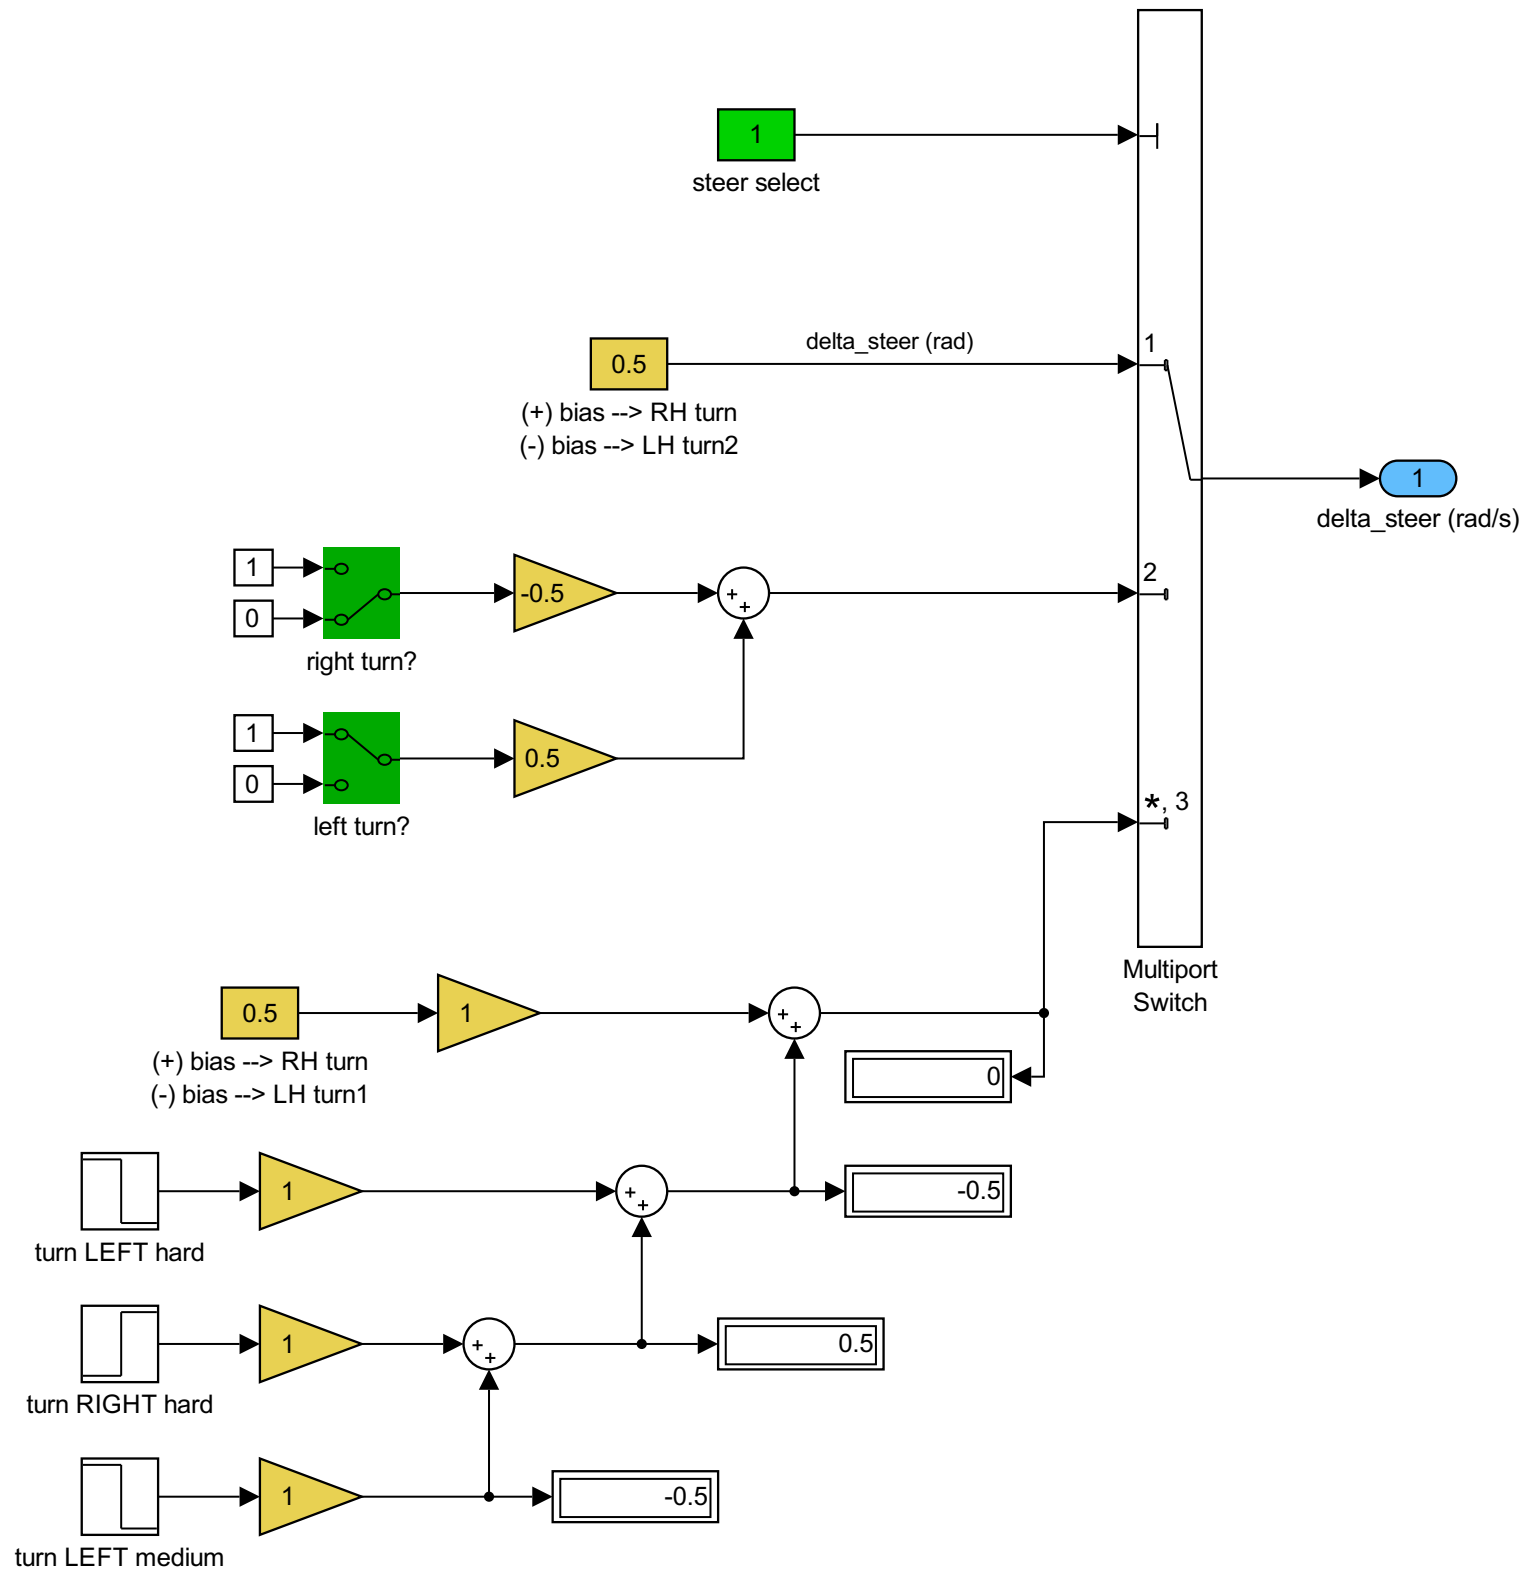 1
steer select
delta_steer (rad)
1
0.5
(+) bias --> RH turn
(-) bias --> LH turn2
1
delta_steer (rad/s)
1
0
right turn?
-0.5
+
+
2
1
0
left turn?
0.5
*, 3
Multiport
Switch
0.5
(+) bias --> RH turn
(-) bias --> LH turn1
1
+
+
0
turn LEFT hard
1
+
+
-0.5
turn RIGHT hard
1
+
+
0.5
turn LEFT medium
1
-0.5